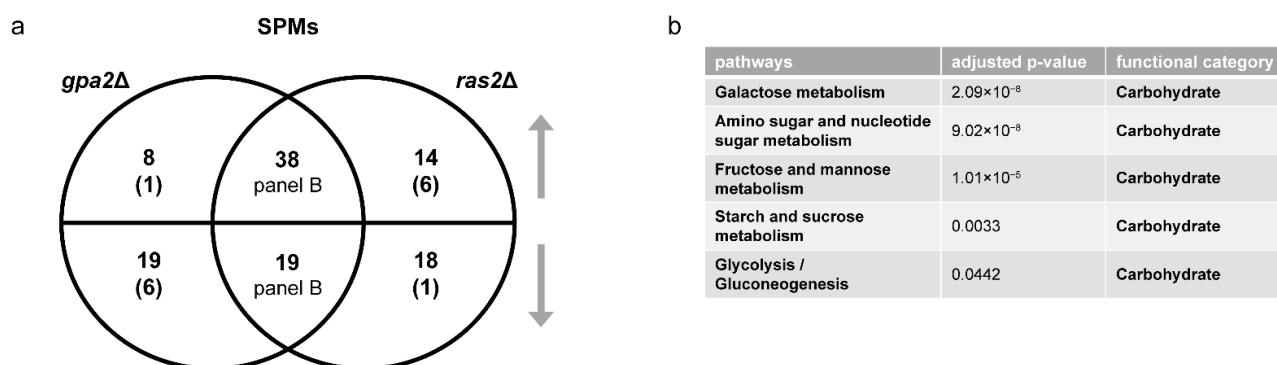 a
SPMs
gpa2Δ
ras2Δ
8
(1)
38
panel B
14
(6)
19
(6)
19
panel B
18
(1)
b
pathways adjusted p-value functional category
Galactose metabolism 2.09×10⁻⁸ Carbohydrate
Amino sugar and nucleotide
sugar metabolism 9.02×10⁻⁸ Carbohydrate
Fructose and mannose
metabolism 1.01×10⁻⁵ Carbohydrate
Starch and sucrose
metabolism 0.0033 Carbohydrate
Glycolysis /
Gluconeogenesis 0.0442 Carbohydrate